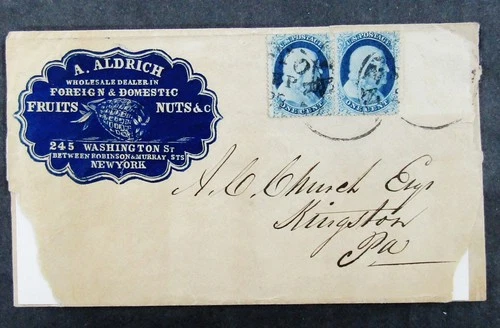 A. ALDRICH
WHOLESALE DEALER IN
FOREIGN & DOMESTIC
FRUITS NUTS &C
245 WASHINGTON St
BETWEEN ROBINSON & MURRAY STS
NEW YORK
U.S. POSTAGE U.S. POSTAGE
ONE CENT ONE CENT
A. C. Church Esqr
Kingston
Pa